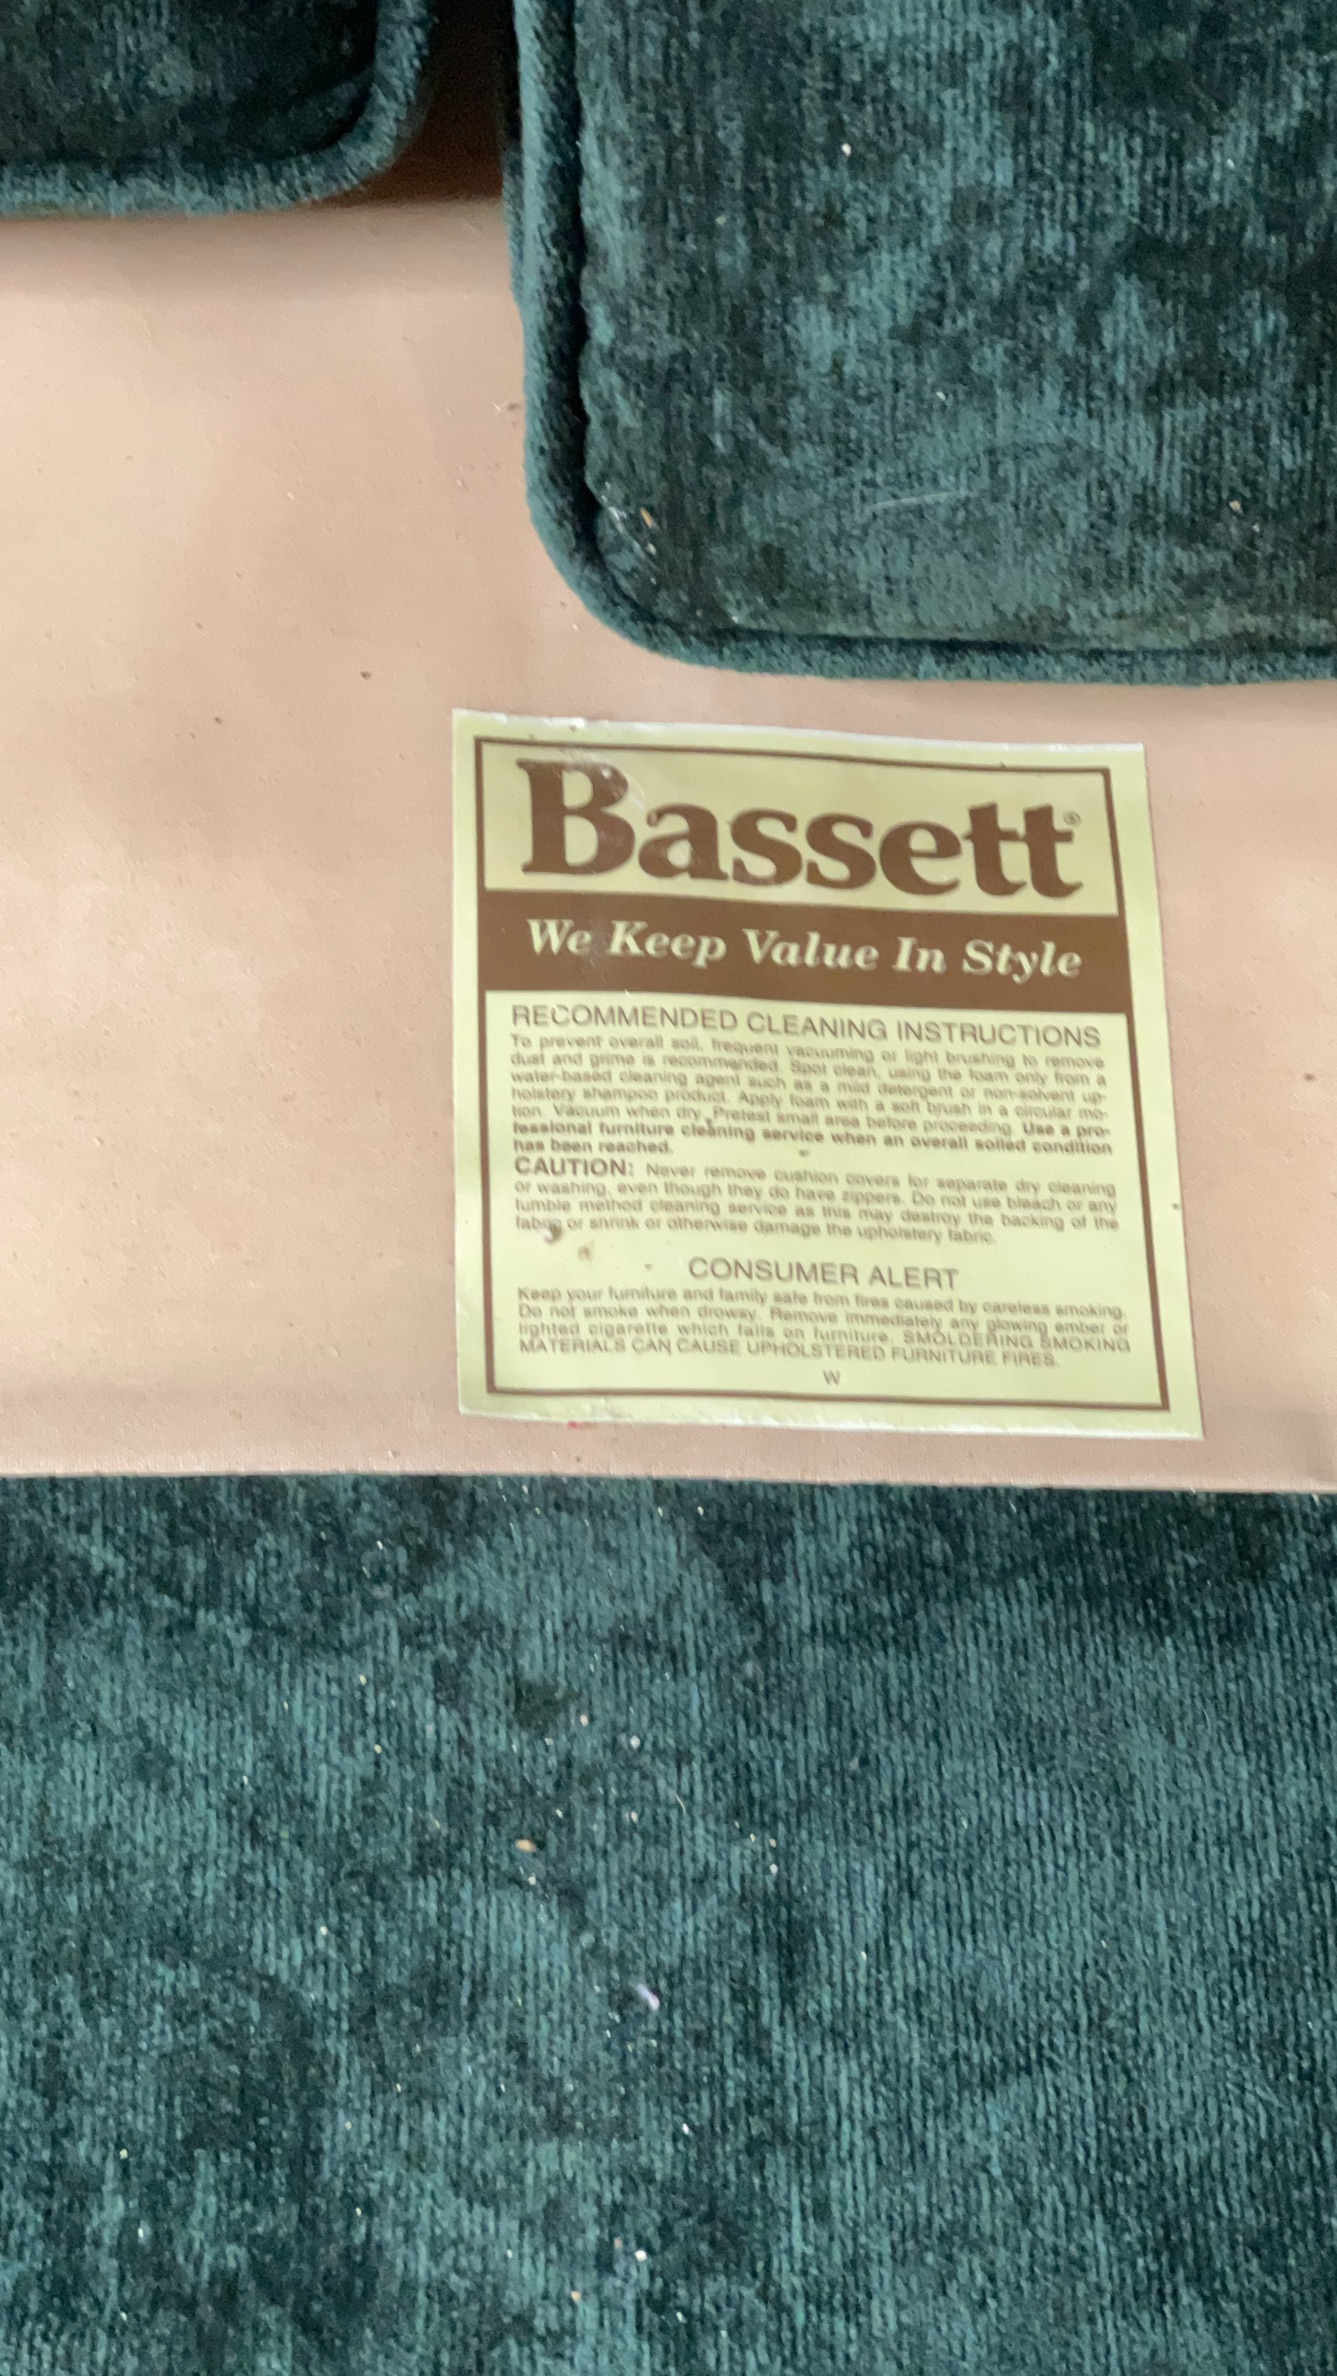 Bassett®
We Keep Value In Style
RECOMMENDED CLEANING INSTRUCTIONS
To prevent overall soil, frequent vacuuming or light brushing to remove
dust and grime is recommended. Spot clean, using the foam only from a
water-based cleaning agent such as a mild detergent or non-solvent up-
holstery shampoo product. Apply foam with a soft brush in a circular mo-
tion. Vacuum when dry. Pretest small area before proceeding. Use a pro-
fessional furniture cleaning service when an overall soiled condition
has been reached.
CAUTION: Never remove cushion covers for separate dry cleaning
or washing, even though they do have zippers. Do not use bleach or any
tumble method cleaning service as this may destroy the backing of the
fabric or shrink or otherwise damage the upholstery fabric.
CONSUMER ALERT
Keep your furniture and family safe from fires caused by careless smoking.
Do not smoke when drowsy. Remove immediately any glowing ember or
lighted cigarette which falls on furniture. SMOLDERING SMOKING
MATERIALS CAN CAUSE UPHOLSTERED FURNITURE FIRES.
W